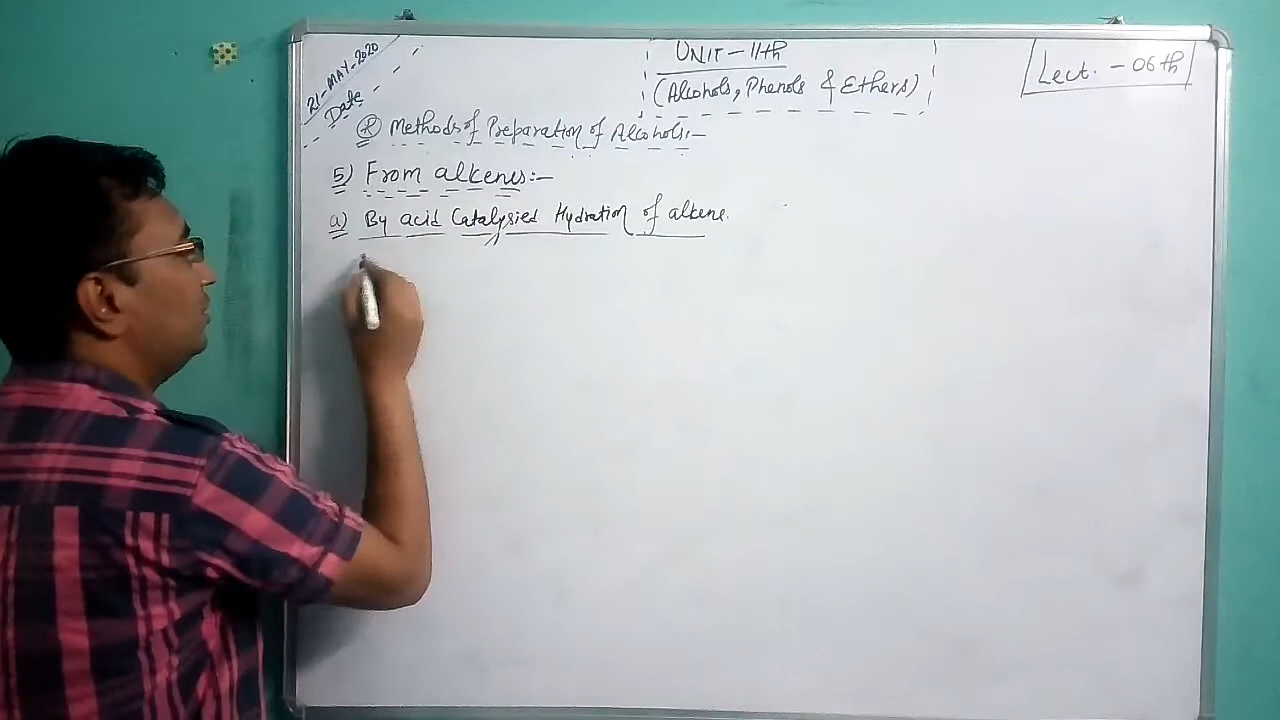 21-MAY-2020
Date
UNIT-11th
(Alcohols, Phenols & Ethers)
Lect. - 06th
* Methods of Preparation of Alcohols:-
5) From alkenes:-
a) By acid Catalysied Hydration of alkene.